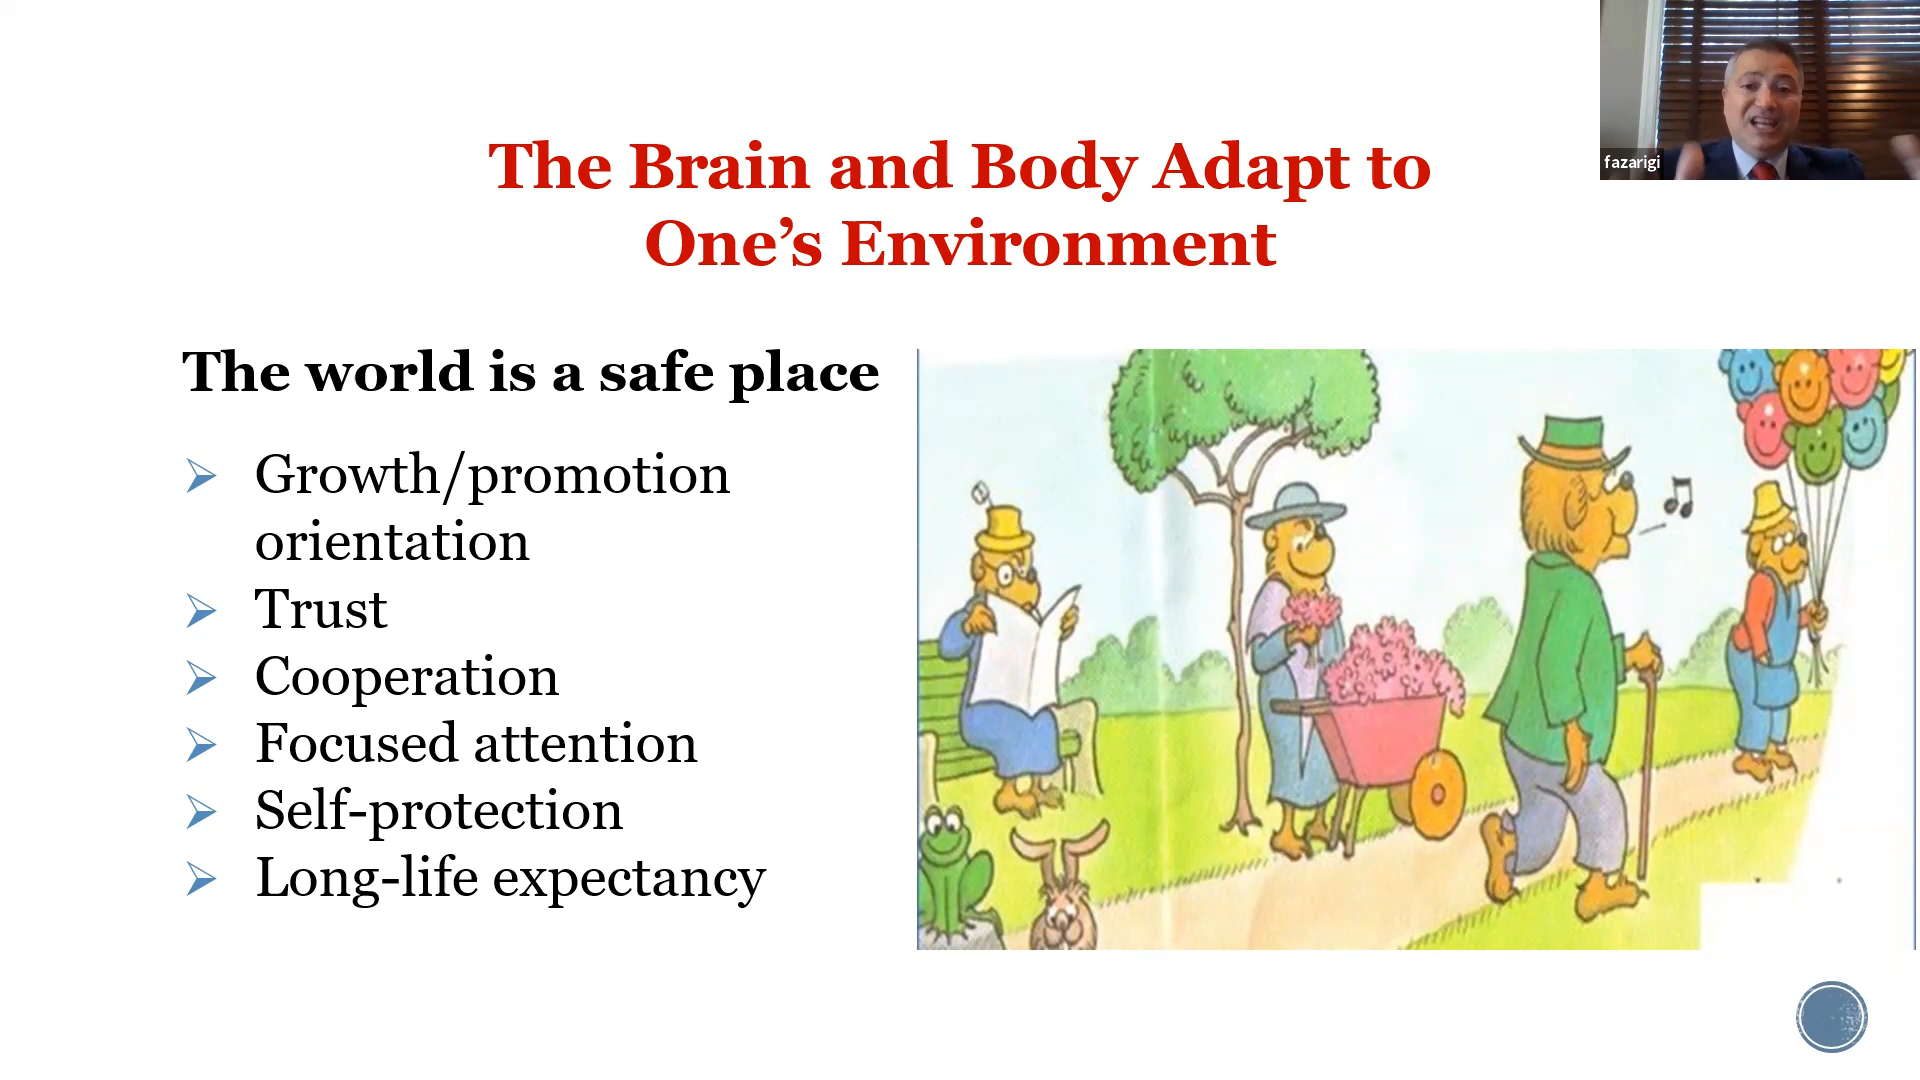 The Brain and Body Adapt to
One’s Environment
fazarigi
The world is a safe place
Growth/promotion
orientation
Trust
Cooperation
Focused attention
Self-protection
Long-life expectancy